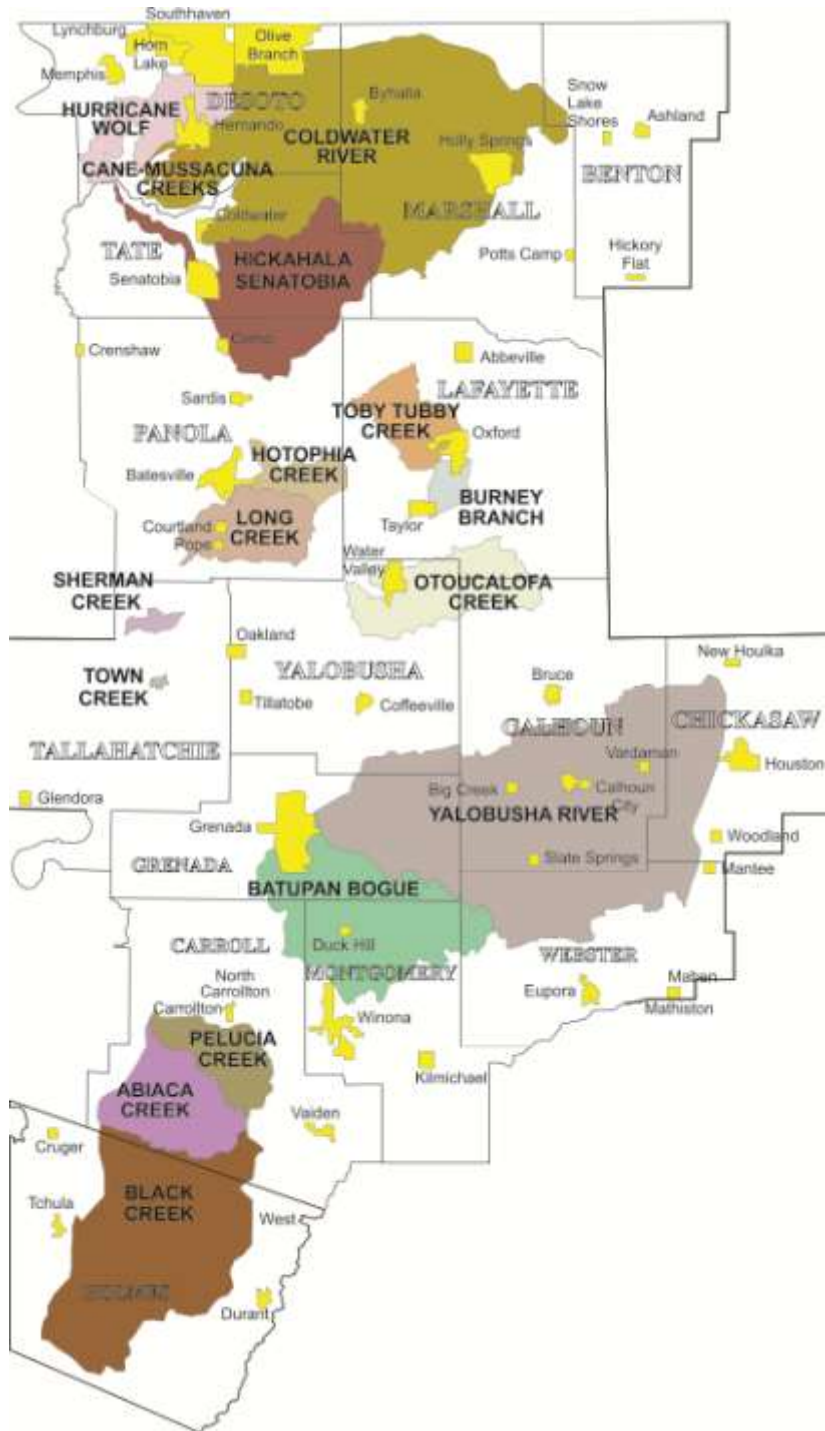 Southhaven
Lynchburg
Horn
Lake
Olive
Branch
Memphis
DESOTO
HURRICANE
WOLF
Hernando
Byhalia
COLDWATER
RIVER
Snow
Lake
Shores
Ashland
Holly Springs
BENTON
CANE-MUSSACUNA
CREEKS
MARSHALL
Coldwater
TATE
HICKAHALA
SENATOBIA
Senatobia
Potts Camp
Hickory
Flat
Crenshaw
Como
Abbeville
LAFAYETTE
Sardis
TOBY TUBBY
CREEK
Oxford
PANOLA
HOTOPHIA
CREEK
Batesville
BURNEY
BRANCH
Taylor
LONG
CREEK
Courtland
Pope
Water
Valley
SHERMAN
CREEK
OTOUCALOFA
CREEK
Oakland
YALOBUSHA
New Houlka
TOWN
CREEK
Tillatobe
Coffeeville
Bruce
CALHOUN
CHICKASAW
TALLAHATCHIE
Vardaman
Houston
Glendora
Big Creek
Calhoun
City
YALOBUSHA RIVER
Grenada
Woodland
GRENADA
Slate Springs
Mantee
BATUPAN BOGUE
CARROLL
Duck Hill
WEBSTER
MONTGOMERY
North
Carrollton
Carrollton
Eupora
Maben
Mathiston
Winona
PELUCIA
CREEK
Kilmichael
ABIACA
CREEK
Vaiden
Cruger
BLACK
CREEK
Tchula
West
HOLMES
Durant